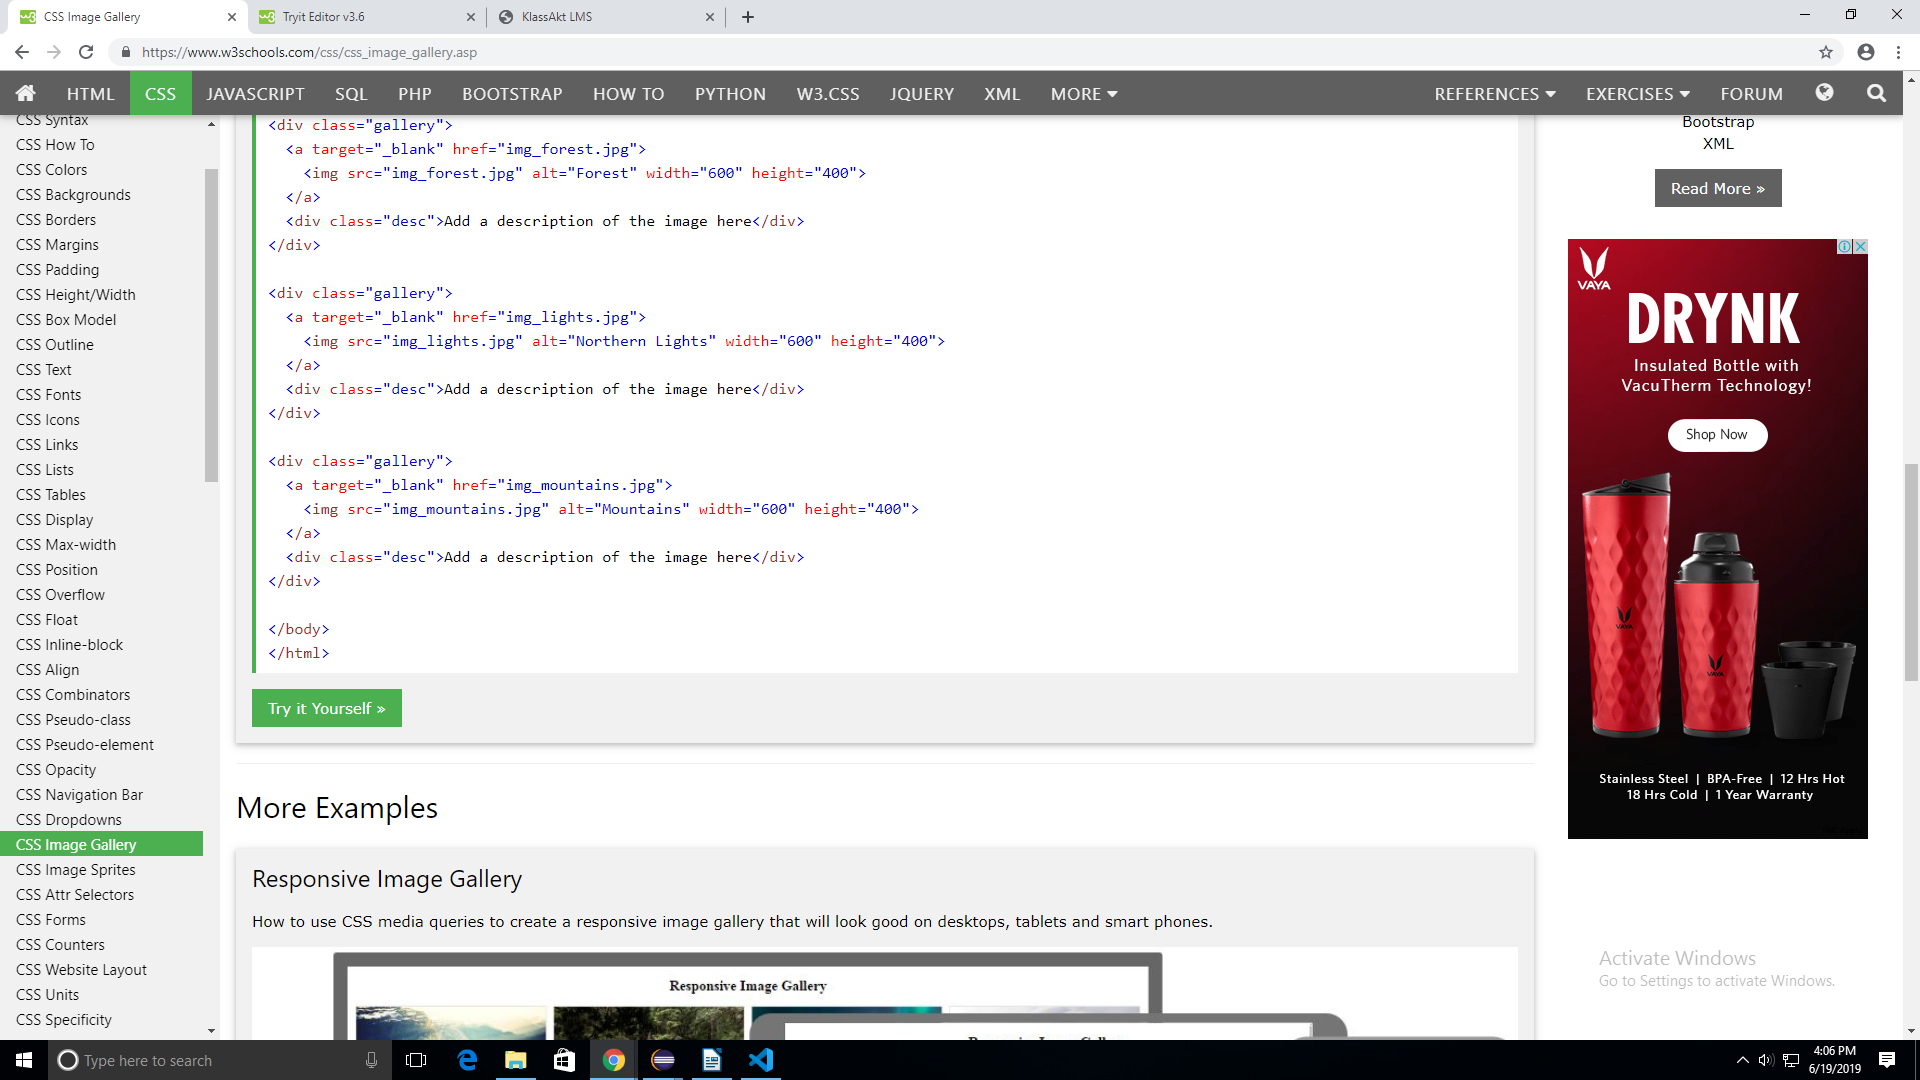 CSS Image Gallery
Tryit Editor v3.6
KlassAkt LMS
https://www.w3schools.com/css/css_image_gallery.asp
HTML CSS JAVASCRIPT SQL PHP BOOTSTRAP HOW TO PYTHON W3.CSS JQUERY XML MORE REFERENCES EXERCISES FORUM
CSS Syntax
CSS How To
CSS Colors
CSS Backgrounds
CSS Borders
CSS Margins
CSS Padding
CSS Height/Width
CSS Box Model
CSS Outline
CSS Text
CSS Fonts
CSS Icons
CSS Links
CSS Lists
CSS Tables
CSS Display
CSS Max-width
CSS Position
CSS Overflow
CSS Float
CSS Inline-block
CSS Align
CSS Combinators
CSS Pseudo-class
CSS Pseudo-element
CSS Opacity
CSS Navigation Bar
CSS Dropdowns
CSS Image Gallery
CSS Image Sprites
CSS Attr Selectors
CSS Forms
CSS Counters
CSS Website Layout
CSS Units
CSS Specificity
<div class="gallery">
<a target="_blank" href="img_forest.jpg">
<img src="img_forest.jpg" alt="Forest" width="600" height="400">
</a>
<div class="desc">Add a description of the image here</div>
</div>
<div class="gallery">
<a target="_blank" href="img_lights.jpg">
<img src="img_lights.jpg" alt="Northern Lights" width="600" height="400">
</a>
<div class="desc">Add a description of the image here</div>
</div>
<div class="gallery">
<a target="_blank" href="img_mountains.jpg">
<img src="img_mountains.jpg" alt="Mountains" width="600" height="400">
</a>
<div class="desc">Add a description of the image here</div>
</div>
</body>
</html>
Try it Yourself »
More Examples
Responsive Image Gallery
How to use CSS media queries to create a responsive image gallery that will look good on desktops, tablets and smart phones.
Responsive Image Gallery
Bootstrap
XML
Read More »
VAYA
DRYNK
Insulated Bottle with
VacuTherm Technology!
Shop Now
VAYA
VAYA
Stainless Steel | BPA-Free | 12 Hrs Hot
18 Hrs Cold | 1 Year Warranty
Activate Windows
Go to Settings to activate Windows.
Type here to search
4:06 PM
6/19/2019